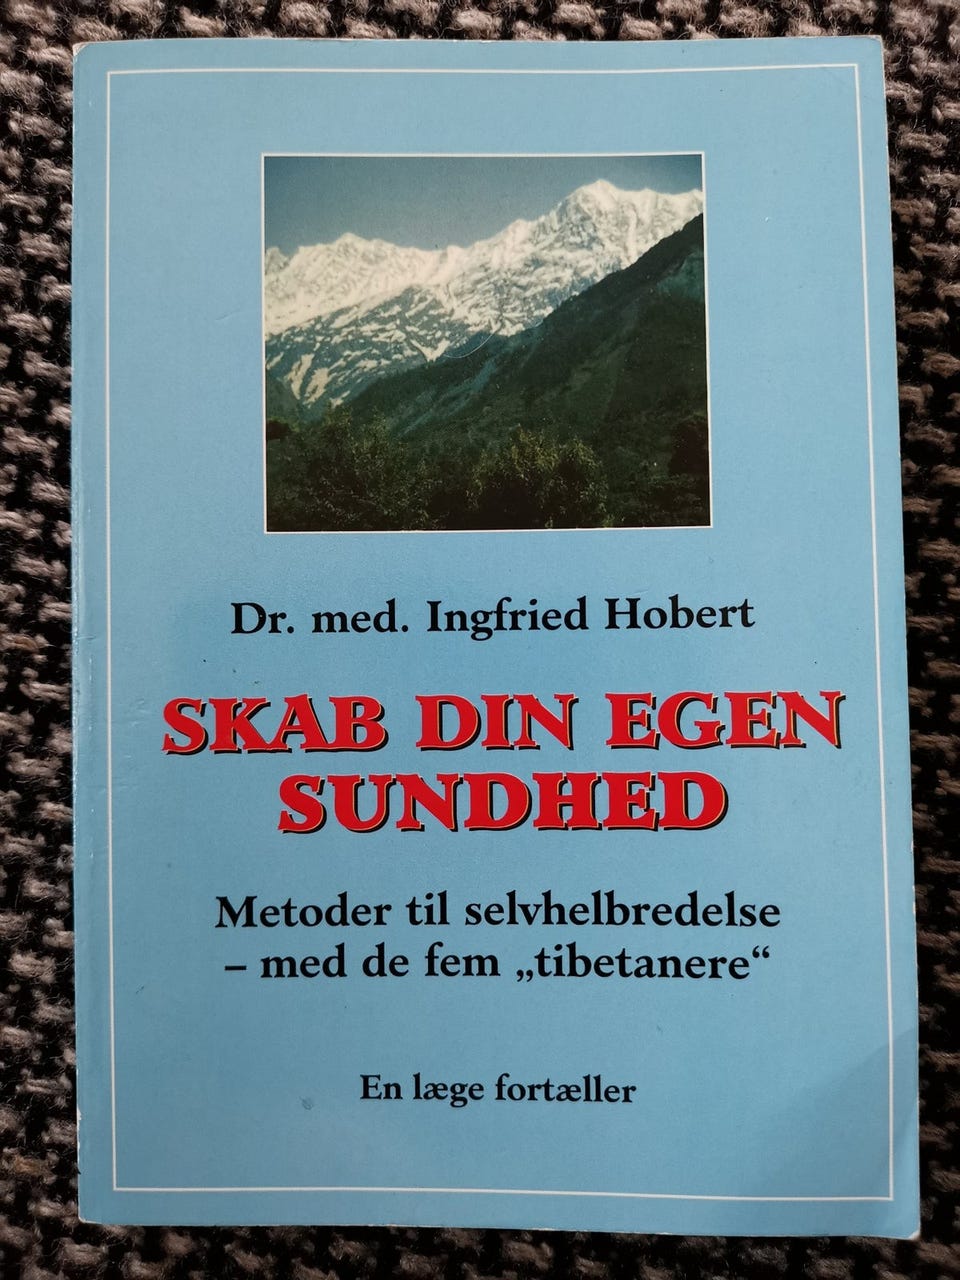 Dr. med. Ingfried Hobert
SKAB DIN EGEN
SUNDHED
Metoder til selvhelbredelse
– med de fem „tibetanere“
En læge fortæller